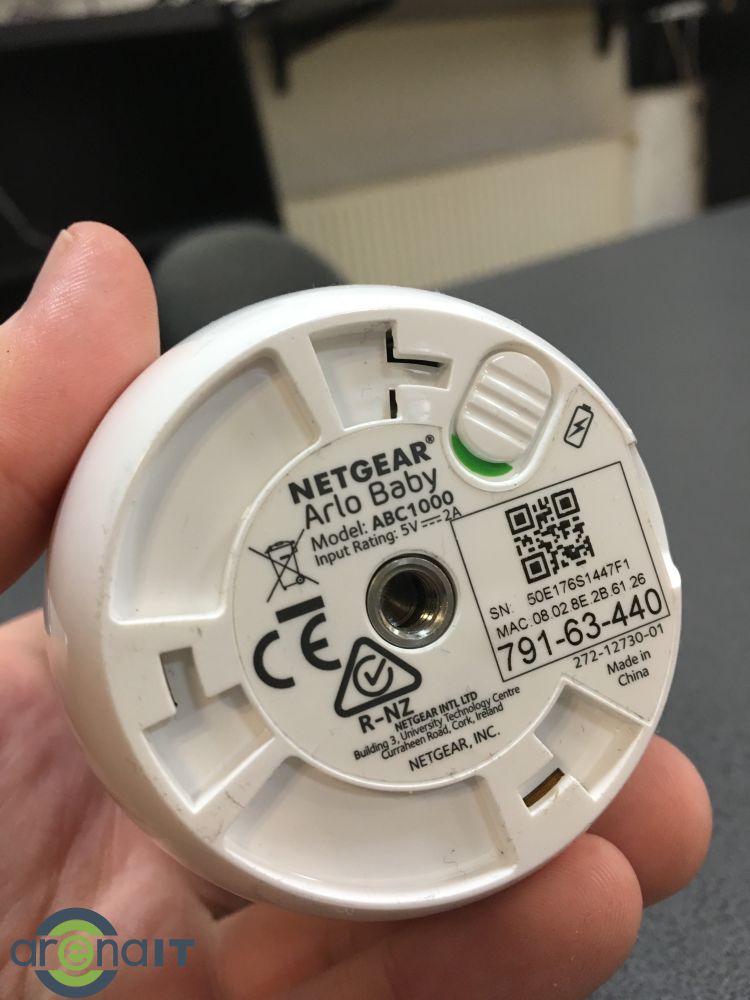 NETGEAR®
Arlo Baby
Model: ABC1000
Input Rating: 5V ⎓ 2A
SN: 50E176S1447F1
MAC:08.02.8E.2B.61.26
791-63-440
272-12730-01
Made in
China
CE
R-NZ
NETGEAR INTL LTD
Building 3, University Technology Centre
Curraheen Road, Cork, Ireland
NETGEAR, INC.
arenaIT